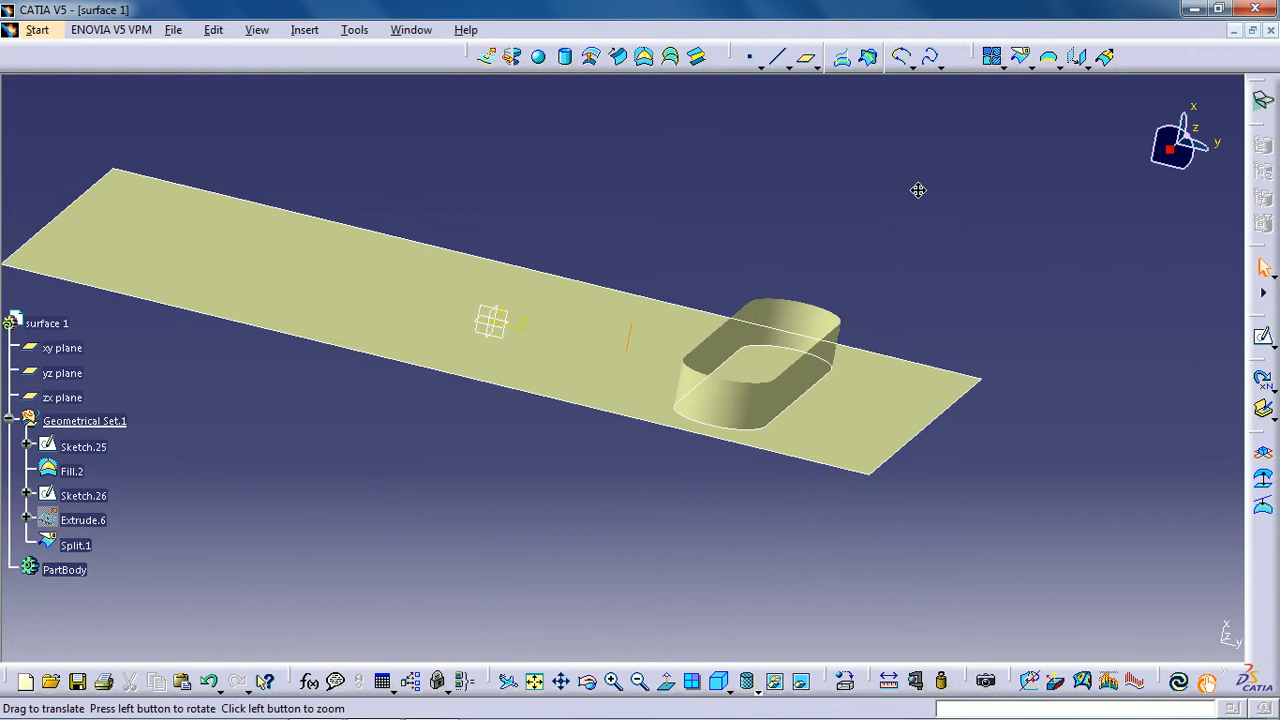 CATIA V5 - [surface 1]
Start ENOVIA V5 VPM File Edit View Insert Tools Window Help
x
z
y
surface 1
xy plane
yz plane
zx plane
Geometrical Set.1
Sketch.25
Fill.2
Sketch.26
Extrude.6
Split.1
PartBody
x
z
y
f(x)
Drag to translate Press left button to rotate Click left button to zoom